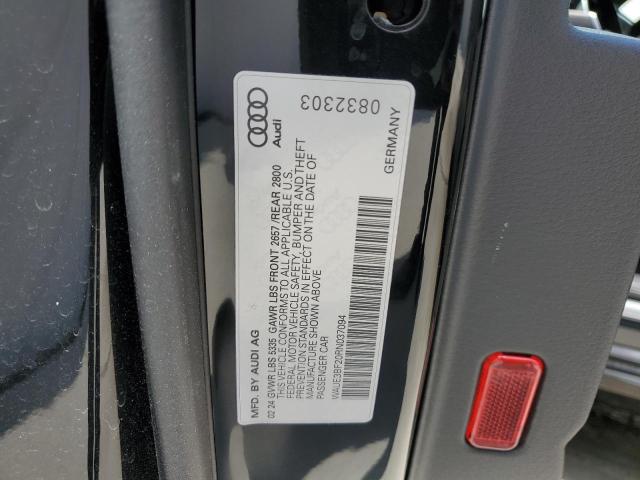 Audi
0832303
MFD. BY AUDI AG
02 24 GVWR LBS 5335 GAWR LBS FRONT 2657 /REAR 2800
THIS VEHICLE CONFORMS TO ALL APPLICABLE U.S.
FEDERAL MOTOR VEHICLE SAFETY, BUMPER AND THEFT
PREVENTION STANDARDS IN EFFECT ON THE DATE OF
MANUFACTURE SHOWN ABOVE
PASSENGER CAR
WAUE3BF20RN037094
GERMANY